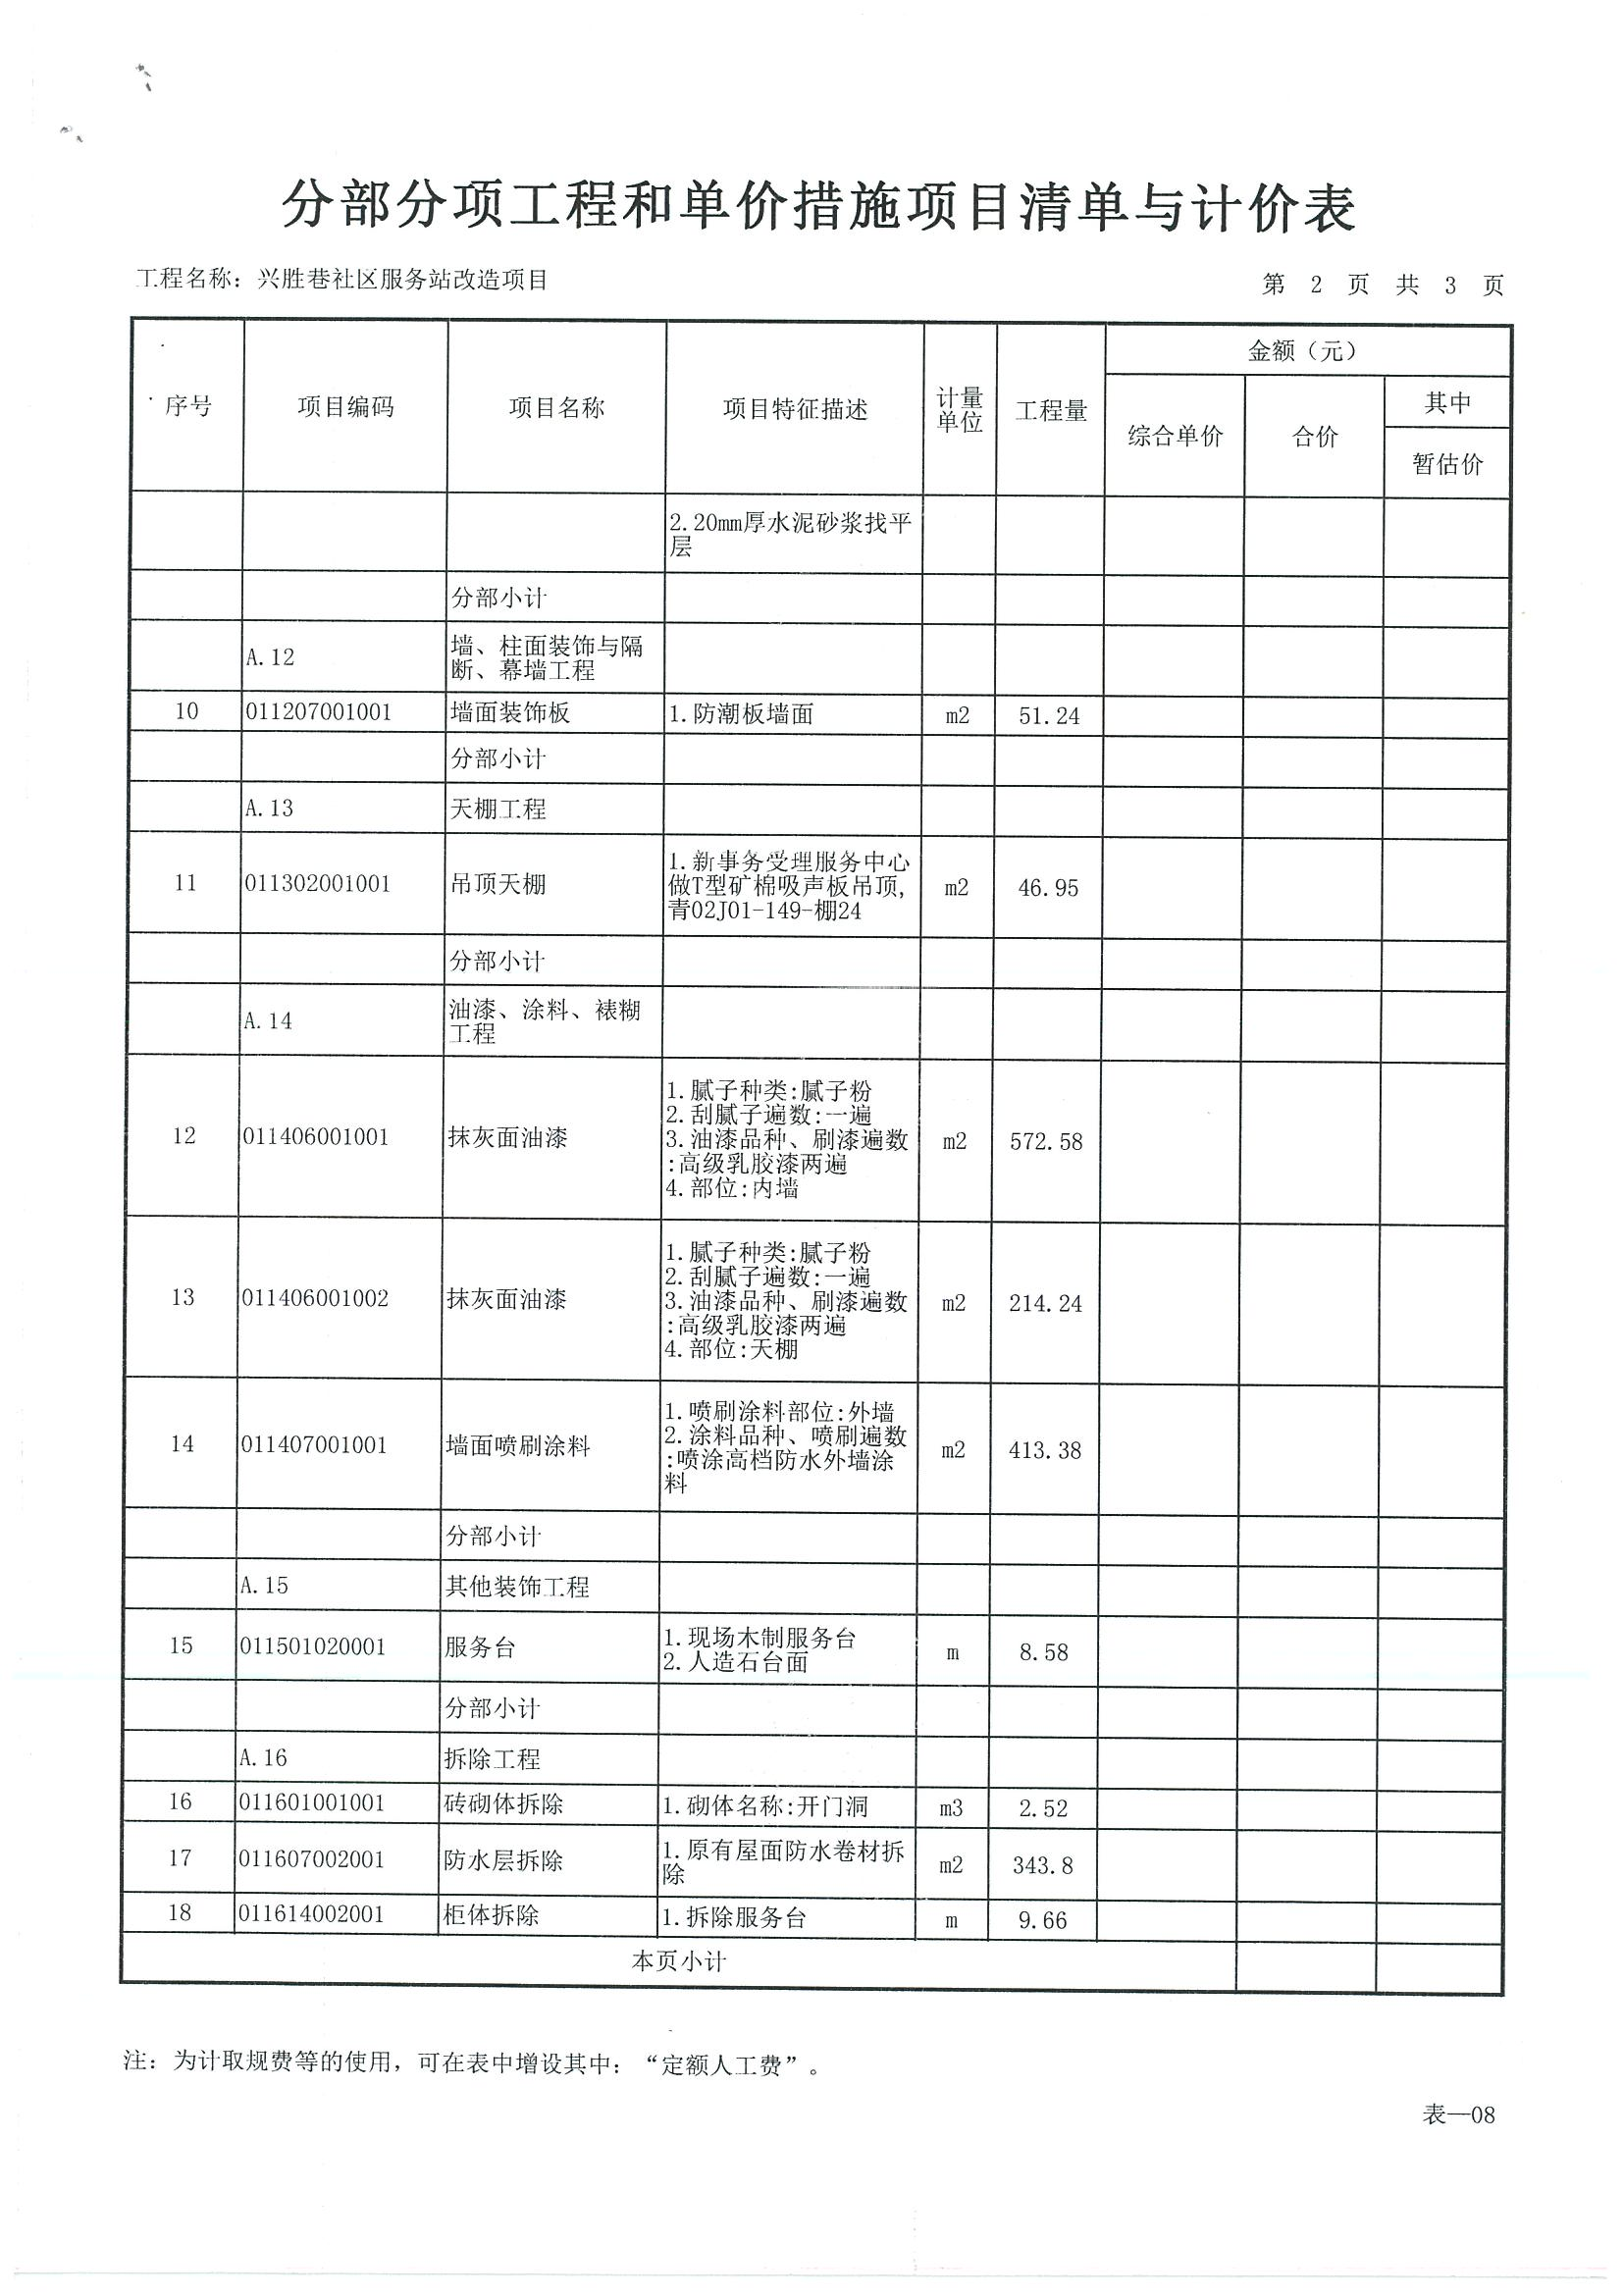 分部分项工程和单价措施项目清单与计价表
工程名称：兴胜巷社区服务站改造项目
第 2 页 共 3 页
序号 项目编码 项目名称 项目特征描述 计量单位 工程量 金额（元）
综合单价 合价 其中
暂估价
2.20mm厚水泥砂浆找平
层
分部小计
A.12 墙、柱面装饰与隔
断、幕墙工程
10 011207001001 墙面装饰板 1.防潮板墙面 m2 51.24
分部小计
A.13 天棚工程
11 011302001001 吊顶天棚 1.新事务受理服务中心
做T型矿棉吸声板吊顶,
青02J01-149-棚24 m2 46.95
分部小计
A.14 油漆、涂料、裱糊
工程
12 011406001001 抹灰面油漆 1.腻子种类:腻子粉
2.刮腻子遍数:一遍
3.油漆品种、刷漆遍数
:高级乳胶漆两遍
4.部位:内墙 m2 572.58
13 011406001002 抹灰面油漆 1.腻子种类:腻子粉
2.刮腻子遍数:一遍
3.油漆品种、刷漆遍数
:高级乳胶漆两遍
4.部位:天棚 m2 214.24
14 011407001001 墙面喷刷涂料 1.喷刷涂料部位:外墙
2.涂料品种、喷刷遍数
:喷涂高档防水外墙涂
料 m2 413.38
分部小计
A.15 其他装饰工程
15 011501020001 服务台 1.现场木制服务台
2.人造石台面 m 8.58
分部小计
A.16 拆除工程
16 011601001001 砖砌体拆除 1.砌体名称:开门洞 m3 2.52
17 011607002001 防水层拆除 1.原有屋面防水卷材拆
除 m2 343.8
18 011614002001 柜体拆除 1.拆除服务台 m 9.66
本页小计
注：为计取规费等的使用，可在表中增设其中：“定额人工费”。
表—08